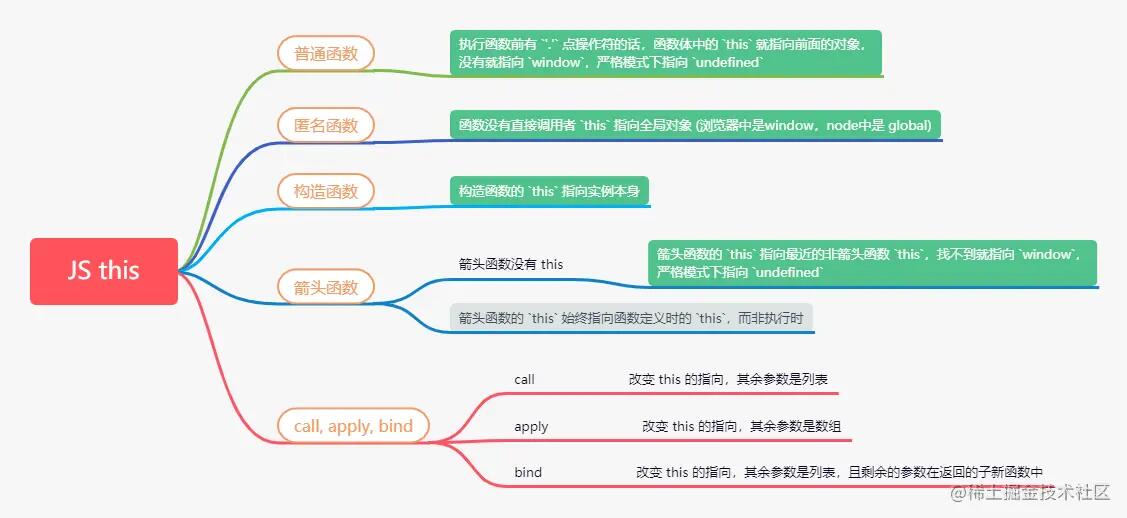 JS this
普通函数
执行函数前有 `"."` 点操作符的话，函数体中的 `this` 就指向前面的对象，
没有就指向 `window`，严格模式下指向 `undefined`
匿名函数
函数没有直接调用者 `this` 指向全局对象 (浏览器中是window，node中是 global)
构造函数
构造函数的 `this` 指向实例本身
箭头函数
箭头函数没有 this
箭头函数的 `this` 指向最近的非箭头函数 `this`，找不到就指向 `window`，
严格模式下指向 `undefined`
箭头函数的 `this` 始终指向函数定义时的 `this`，而非执行时
call, apply, bind
call
改变 this 的指向，其余参数是列表
apply
改变 this 的指向，其余参数是数组
bind
改变 this 的指向，其余参数是列表，且剩余的参数在返回的子新函数中
@稀土掘金技术社区